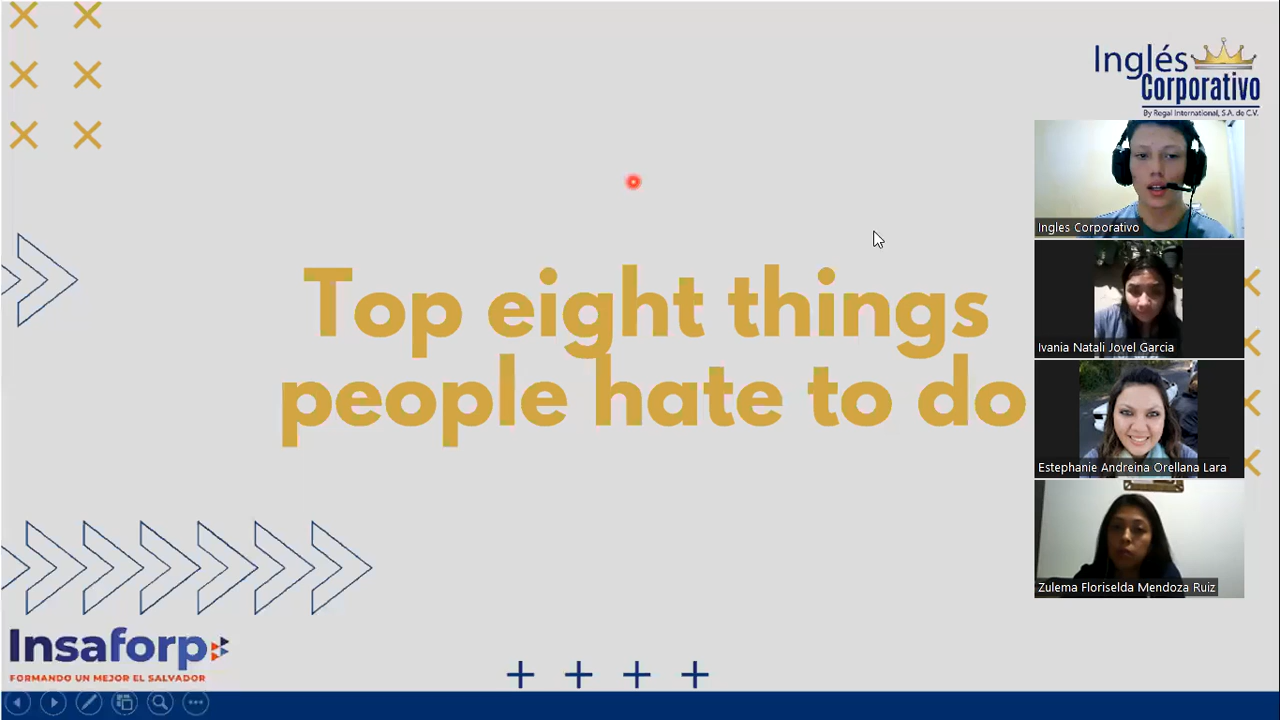 Inglés
Corporativo
By Regal International, S.A. de C.V.
Top eight things
people hate to do
Ingles Corporativo
Ivania Natali Jovel Garcia
Estephanie Andreina Orellana Lara
Zulema Floriselda Mendoza Ruiz
Insaforp
FORMANDO UN MEJOR EL SALVADOR